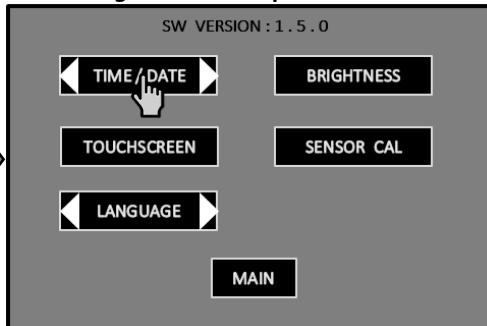 SW VERSION:1.5.0
TIME/DATE BRIGHTNESS
TOUCHSCREEN SENSOR CAL
LANGUAGE
MAIN